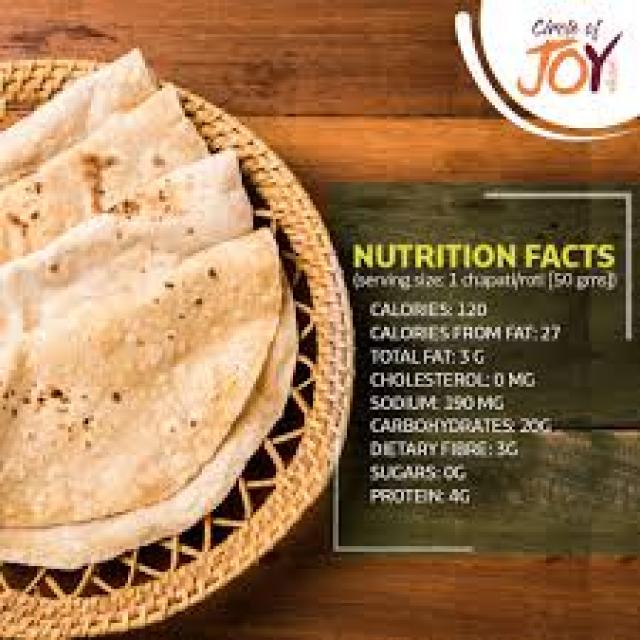 Circle of
JOY
NUTRITION FACTS
(serving size: 1 chapati/roti [50 gms])
CALORIES: 120
CALORIES FROM FAT: 27
TOTAL FAT: 3 G
CHOLESTEROL: 0 MG
SODIUM: 190 MG
CARBOHYDRATES: 20G
DIETARY FIBRE: 3G
SUGARS: 0G
PROTEIN: 4G